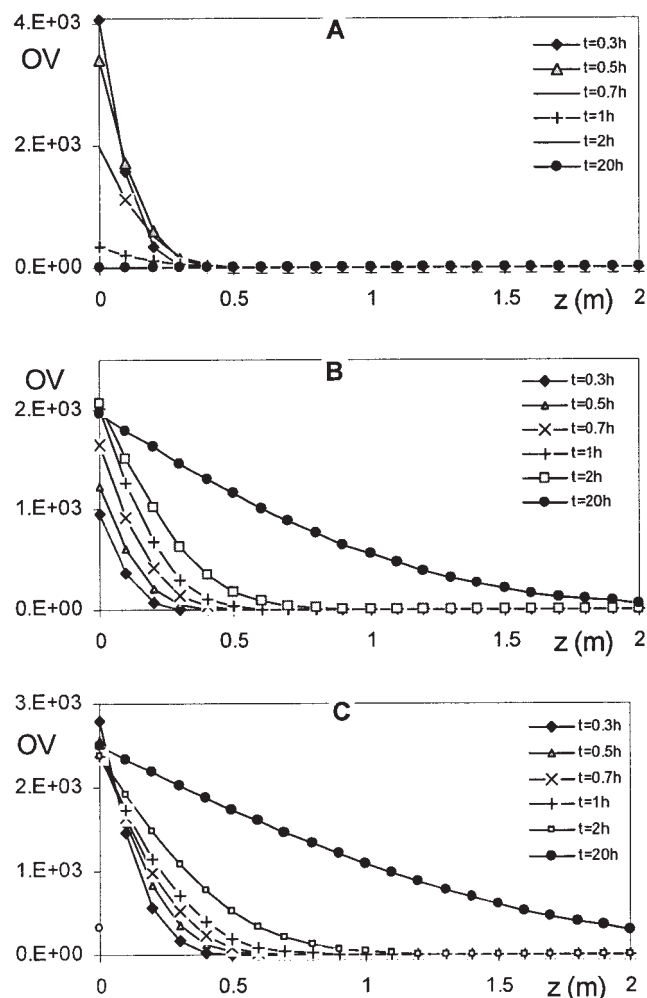 4.E+03
A
OV
t=0.3h
t=0.5h
t=0.7h
t=1h
t=2h
t=20h
2.E+03
0.E+00
0 0.5 1 1.5 z (m) 2
B
OV
t=0.3h
t=0.5h
t=0.7h
t=1h
t=2h
t=20h
2.E+03
1.E+03
0.E+00
0 0.5 1 1.5 z (m) 2
3.E+03
C
OV
t=0.3h
t=0.5h
t=0.7h
t=1h
t=2h
t=20h
2.E+03
1.E+03
0.E+00
0 0.5 1 1.5 z (m) 2